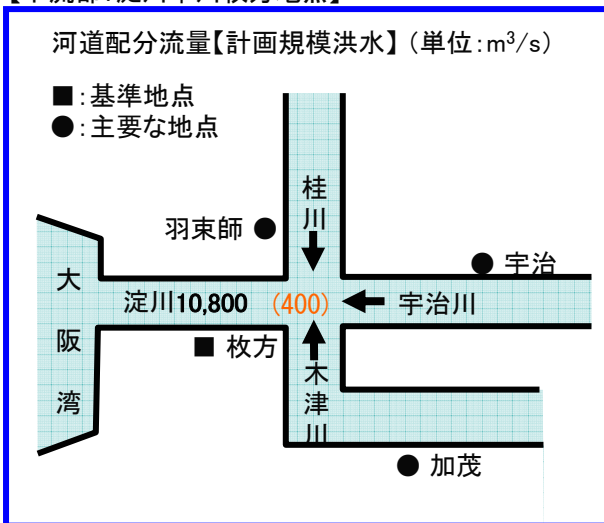 河道配分流量【計画規模洪水】（単位:m³/s）
■:基準地点
●:主要な地点
桂川
羽束師 ●
● 宇治
大阪湾
淀川10,800 （400）
宇治川
■ 枚方
木津川
● 加茂